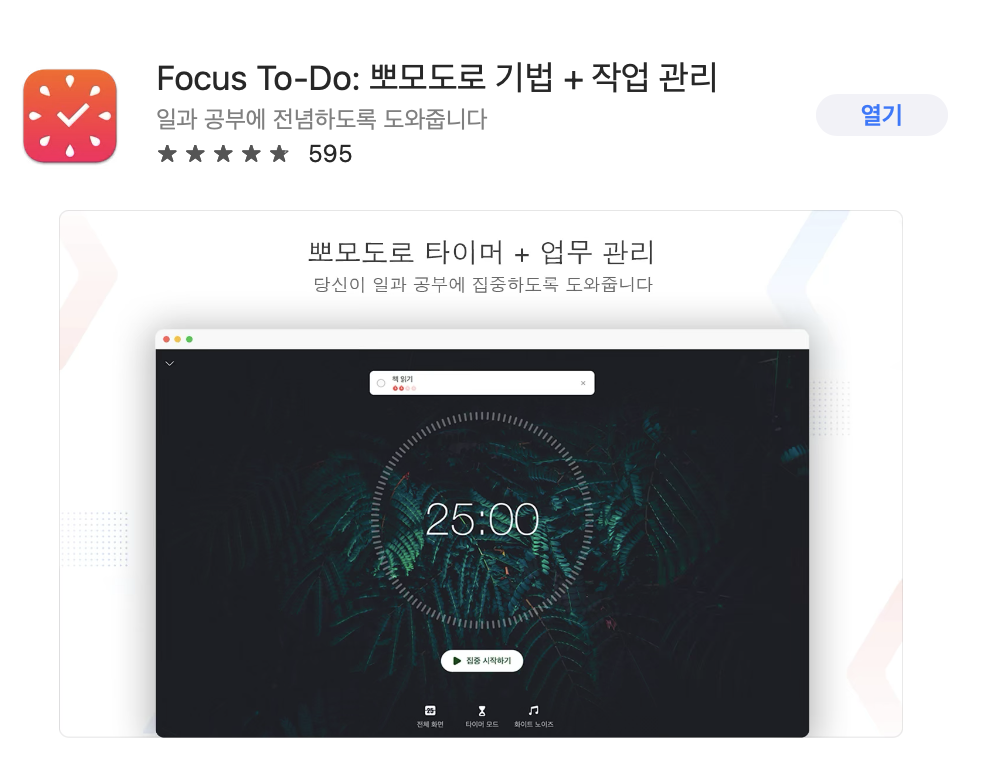 Focus To-Do: 뽀모도로 기법 + 작업 관리
일과 공부에 전념하도록 도와줍니다
595
열기
뽀모도로 타이머 + 업무 관리
당신이 일과 공부에 집중하도록 도와줍니다
책 읽기
25:00
집중 시작하기
전체 화면
타이머 모드
화이트 노이즈